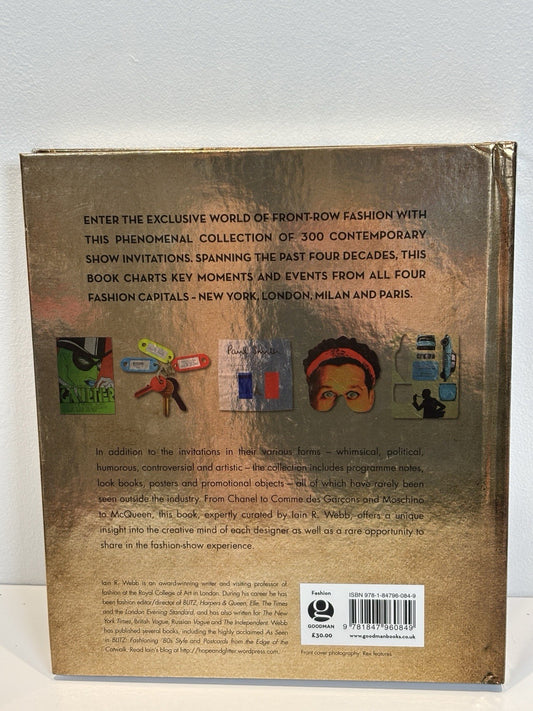 ENTER THE EXCLUSIVE WORLD OF FRONT-ROW FASHION WITH
THIS PHENOMENAL COLLECTION OF 300 CONTEMPORARY
SHOW INVITATIONS. SPANNING THE PAST FOUR DECADES, THIS
BOOK CHARTS KEY MOMENTS AND EVENTS FROM ALL FOUR
FASHION CAPITALS – NEW YORK, LONDON, MILAN AND PARIS.
Paul Smith
In addition to the invitations in their various forms – whimsical, political,
humorous, controversial and artistic – the collection includes programme notes,
look books, posters and promotional objects – all of which have rarely been
seen outside the industry. From Chanel to Comme des Garçons and Moschino
to McQueen, this book, expertly curated by Iain R. Webb, offers a unique
insight into the creative mind of each designer as well as a rare opportunity to
share in the fashion-show experience.
Iain R. Webb is an award-winning writer and visiting professor of
fashion at the Royal College of Art in London. During his career he has
been fashion editor/director of BLITZ, Harpers & Queen, Elle, The Times
and the London Evening Standard, and has also written for The New
York Times, British Vogue, Russian Vogue and The Independent. Webb
has published several books, including the highly acclaimed As Seen
in BLITZ: Fashioning '80s Style and Postcards from the Edge of the
Catwalk. Read Iain's blog at http://hopeandglitter.wordpress.com.
Fashion
g
GOODMAN
£30.00
ISBN 978-1-84796-084-9
9 781847 960849
www.goodmanbooks.co.uk
Front cover photography: Rex Features